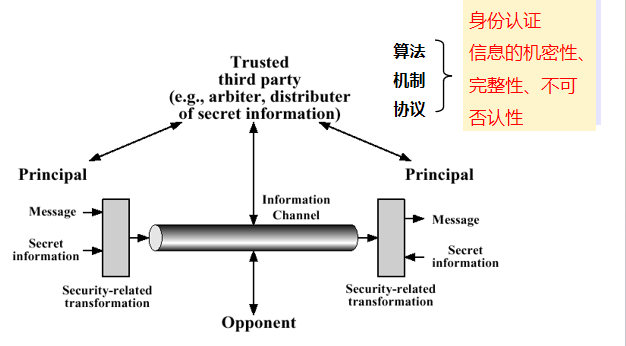 Trusted
third party
(e.g., arbiter, distributer
of secret information)
算法
机制
协议
身份认证
信息的机密性、
完整性、不可
否认性
Principal
Principal
Message
Secret
information
Security-related
transformation
Information
Channel
Message
Secret
information
Security-related
transformation
Opponent